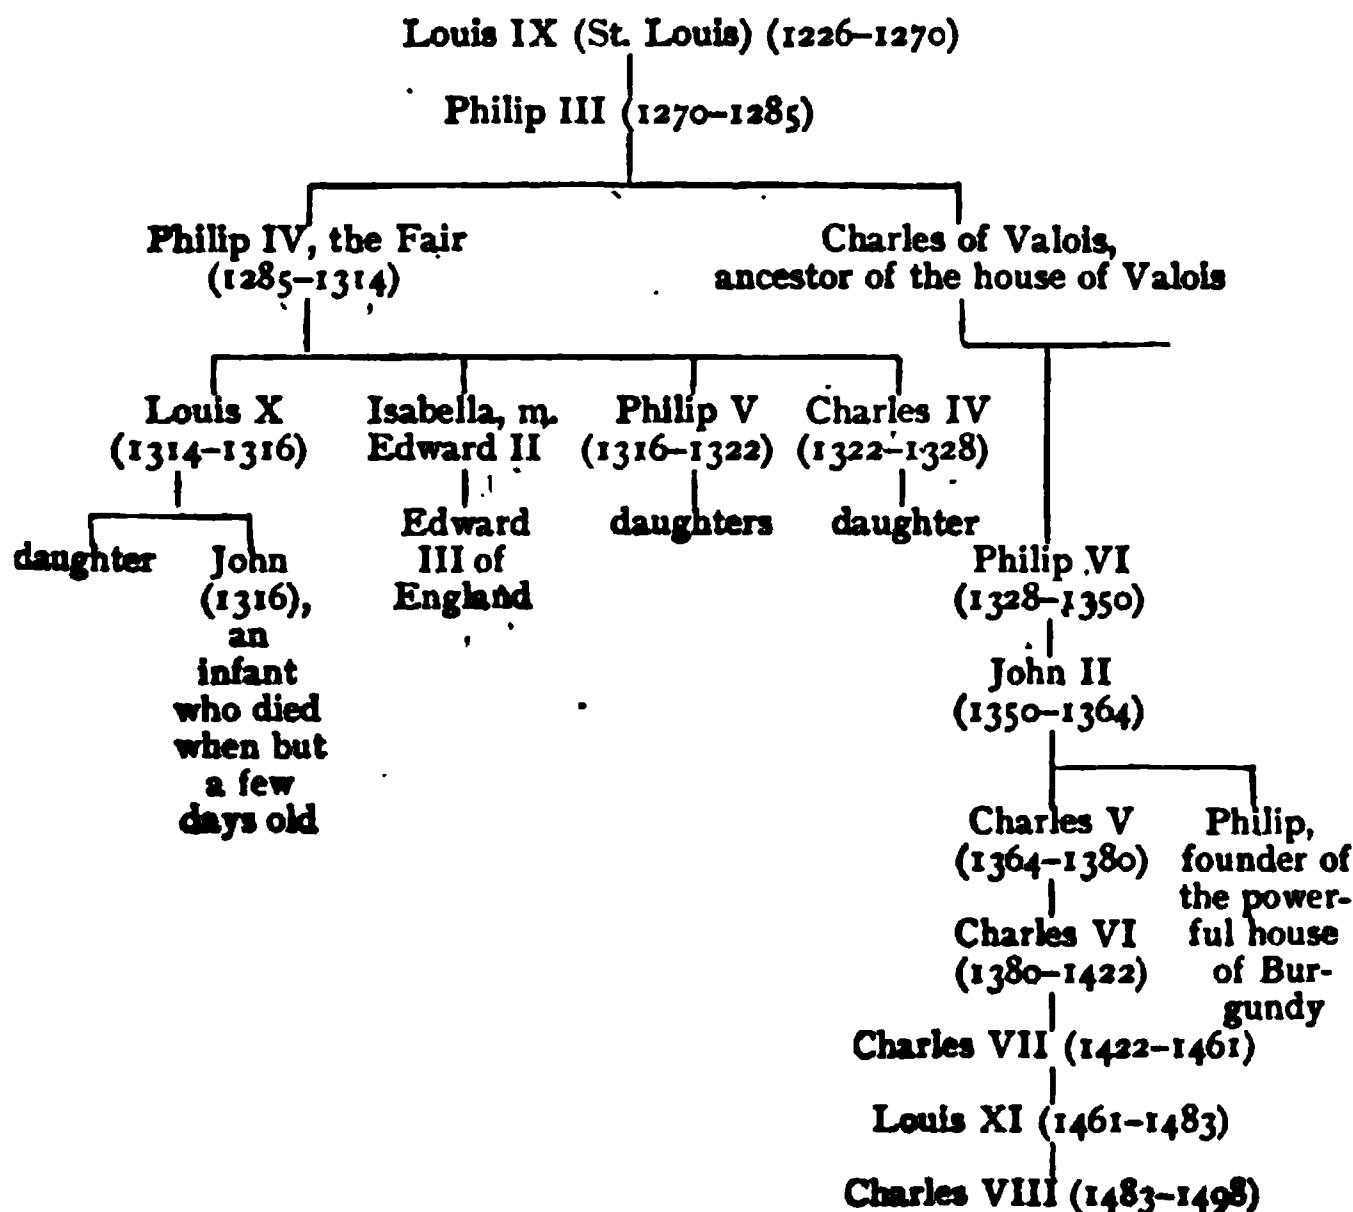 Louis IX (St. Louis) (1226–1270)
Philip III (1270–1285)
Philip IV, the Fair
(1285–1314)
Charles of Valois,
ancestor of the house of Valois
Louis X
(1314–1316)
Isabella, m.
Edward II
Philip V
(1316–1322)
Charles IV
(1322–1328)
daughter
John
(1316),
an
infant
who died
when but
a few
days old
Edward
III of
England
daughters
daughter
Philip VI
(1328–1350)
John II
(1350–1364)
Charles V
(1364–1380)
Philip,
founder of
the power-
ful house
of Bur-
gundy
Charles VI
(1380–1422)
Charles VII (1422–1461)
Louis XI (1461–1483)
Charles VIII (1483–1498)